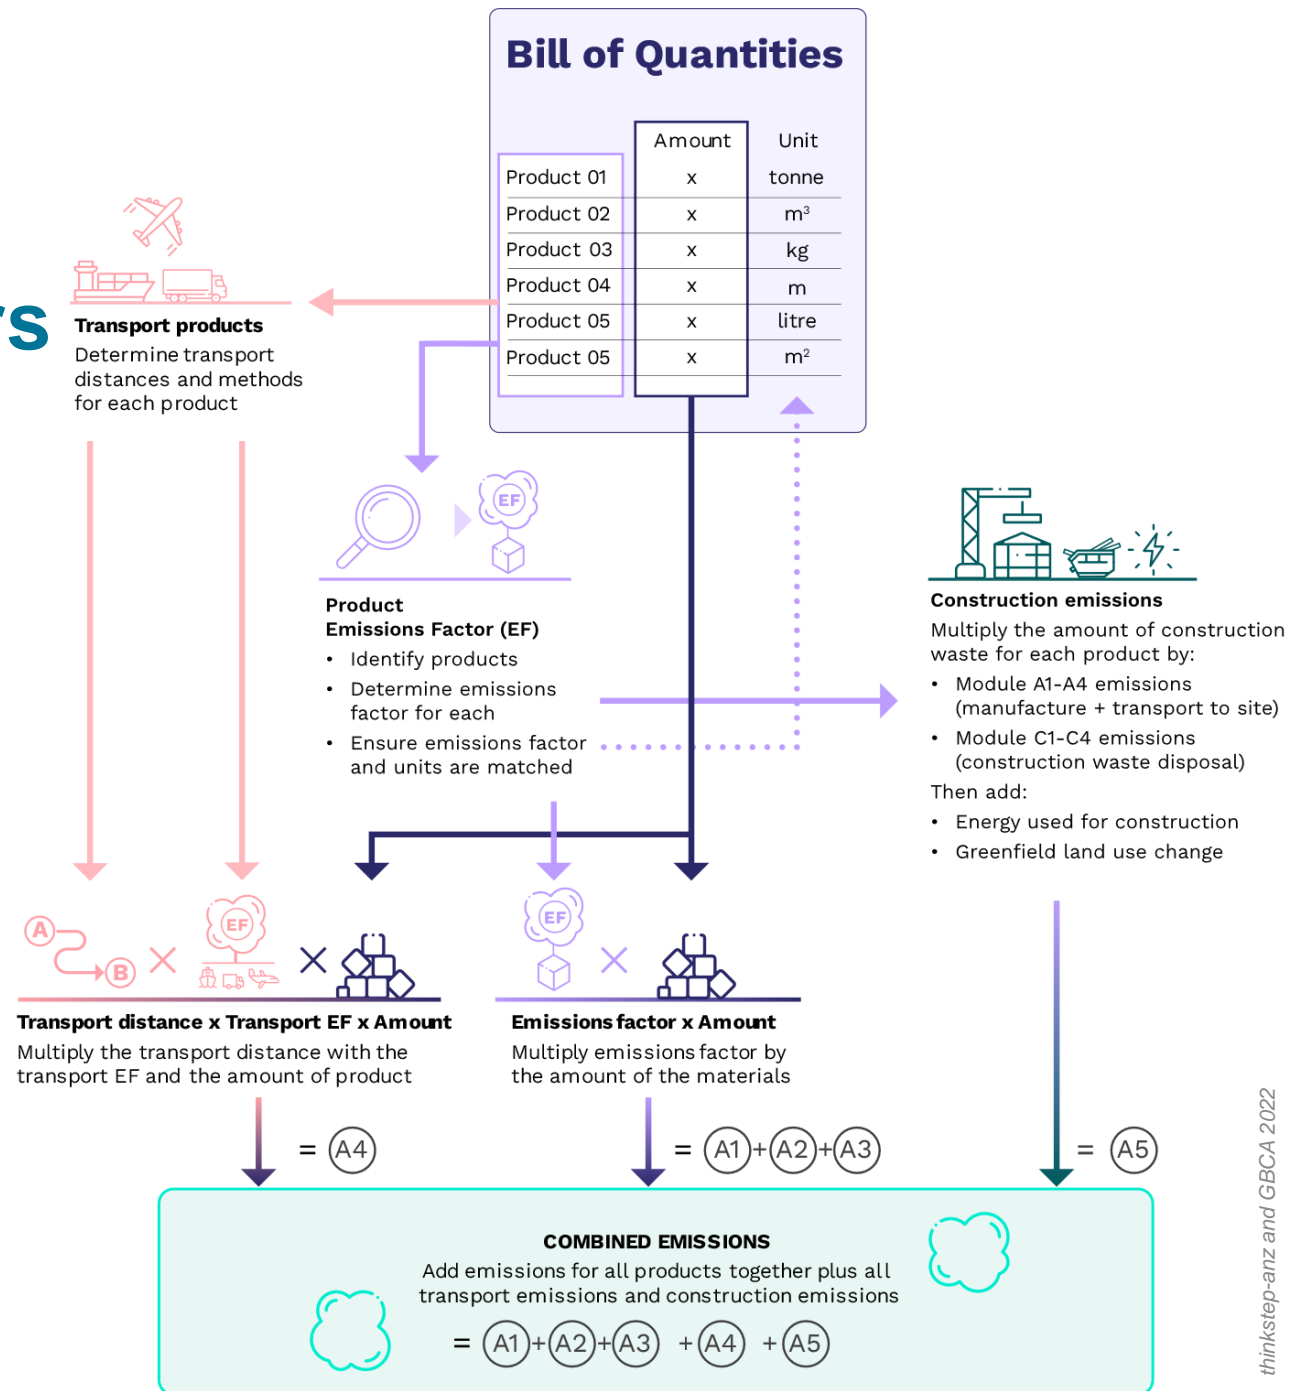 Bill of Quantities
Amount Unit
Product 01 x tonne
Product 02 x m³
Product 03 x kg
Product 04 x m
Product 05 x litre
Product 05 x m²
rs
Transport products
Determine transport
distances and methods
for each product
EF
Product
Emissions Factor (EF)
• Identify products
• Determine emissions
factor for each
• Ensure emissions factor
and units are matched
Construction emissions
Multiply the amount of construction
waste for each product by:
• Module A1-A4 emissions
(manufacture + transport to site)
• Module C1-C4 emissions
(construction waste disposal)
Then add:
• Energy used for construction
• Greenfield land use change
A B × EF ×
Transport distance x Transport EF x Amount
Multiply the transport distance with the
transport EF and the amount of product
EF ×
Emissions factor x Amount
Multiply emissions factor by
the amount of the materials
= A4
= A1+A2+A3
= A5
COMBINED EMISSIONS
Add emissions for all products together plus all
transport emissions and construction emissions
= A1+A2+A3 +A4 +A5
thinkstep-anz and GBCA 2022